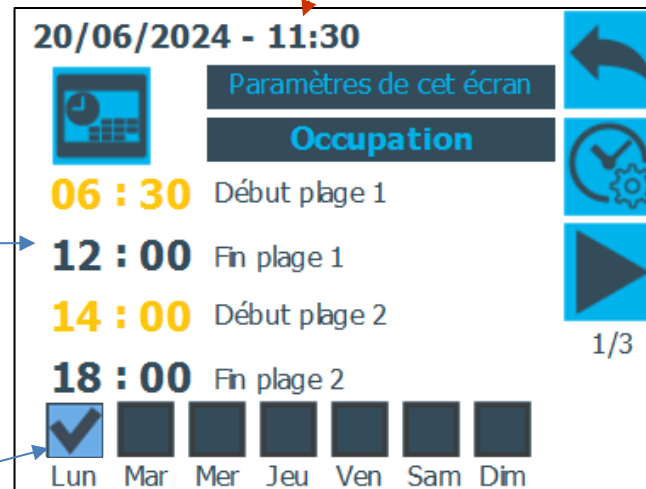 20/06/2024 - 11:30
Paramètres de cet écran
Occupation
06 : 30 Début plage 1
12 : 00 Fin plage 1
14 : 00 Début plage 2
1/3
18 : 00 Fin plage 2
Lun Mar Mer Jeu Ven Sam Dim